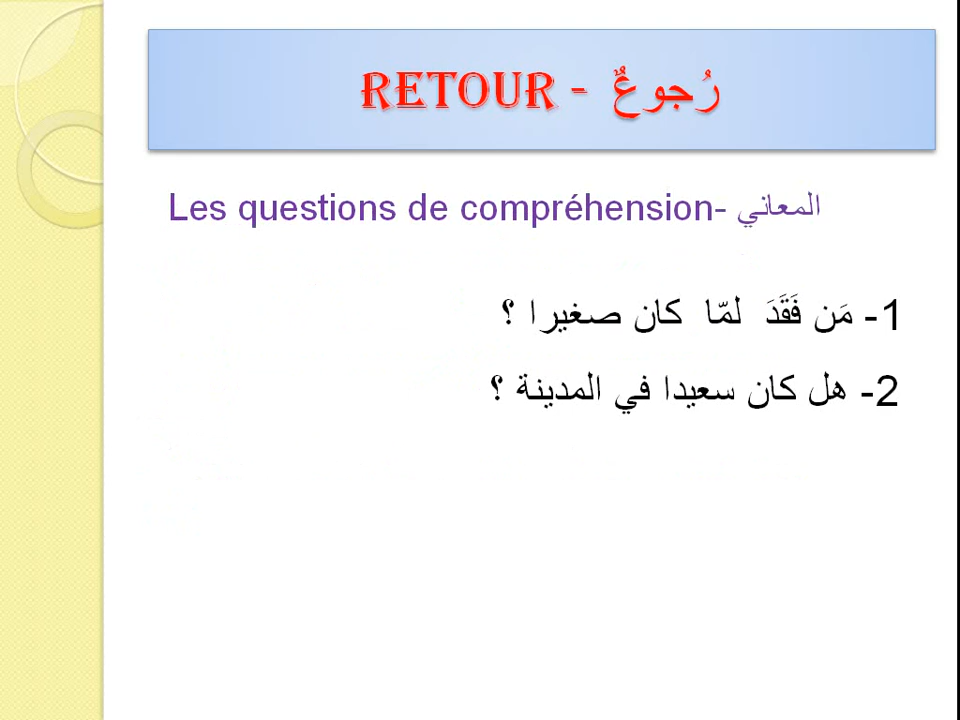 RETOUR - رُجوعٌ
Les questions de compréhension- المعاني
1- مَن فَقَدَ لمّا كان صغيرا ؟
2- هل كان سعيدا في المدينة ؟